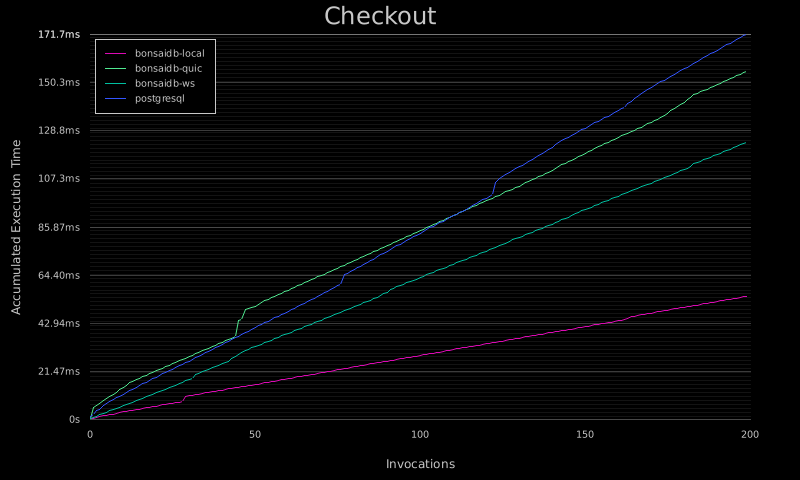 Checkout
171.7ms
bonsaidb-local
bonsaidb-quic
150.3ms
bonsaidb-ws
postgresql
128.8ms
107.3ms
85.87ms
64.40ms
42.94ms
21.47ms
0s
Accumulated Execution Time
0 50 100 150 200
Invocations